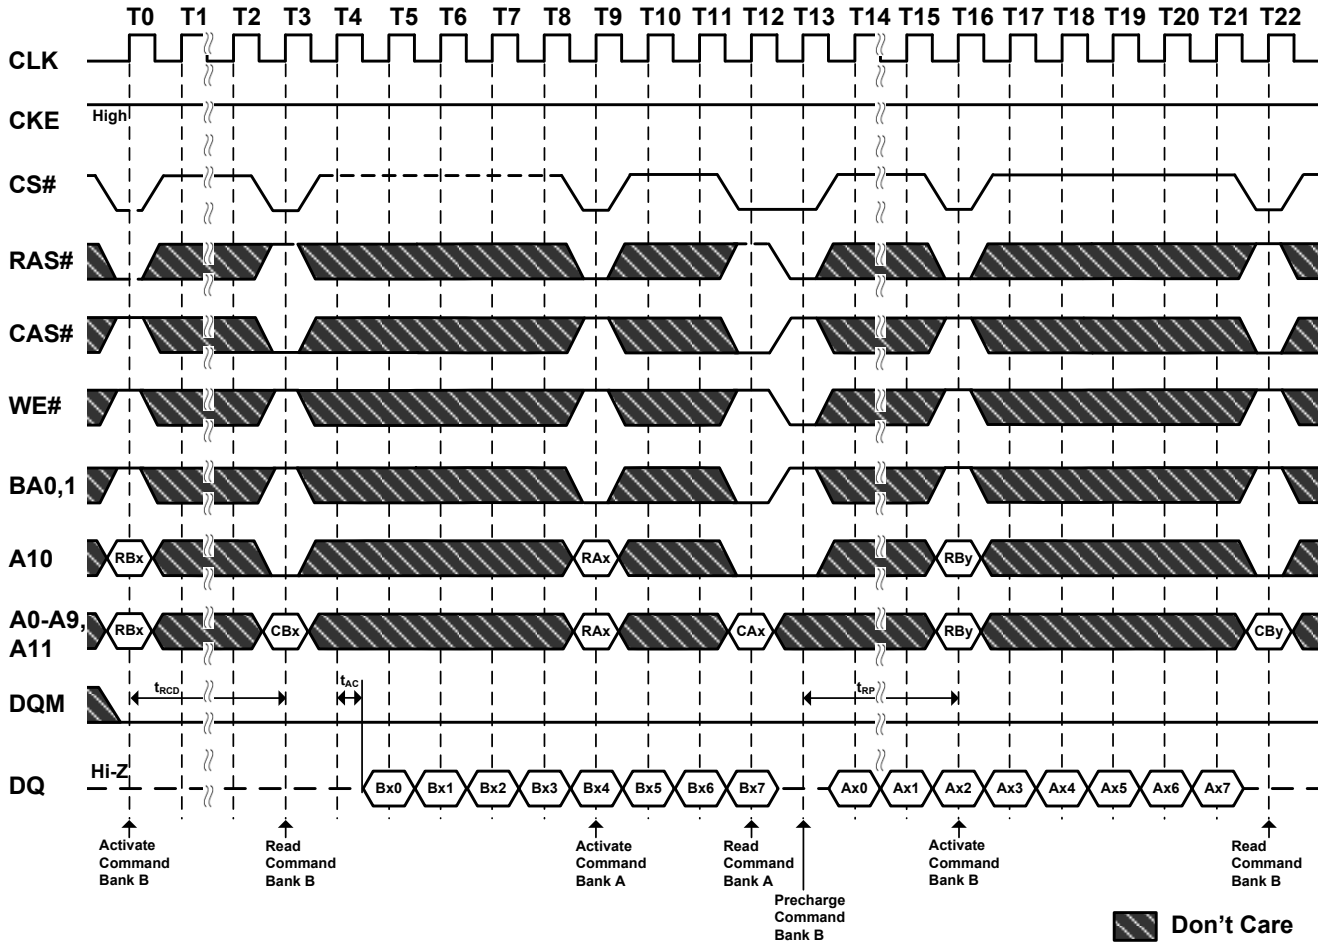 T0 T1 T2 T3 T4 T5 T6 T7 T8 T9 T10 T11 T12 T13 T14 T15 T16 T17 T18 T19 T20 T21 T22
CLK
CKE High
CS#
RAS#
CAS#
WE#
BA0,1
A10 RBx RAx RBy
A0-A9,
A11
RBx CBx RAx CAx RBy CBy
DQM tRCD tAC tRP
DQ Hi-Z Bx0 Bx1 Bx2 Bx3 Bx4 Bx5 Bx6 Bx7 Ax0 Ax1 Ax2 Ax3 Ax4 Ax5 Ax6 Ax7
Activate
Command
Bank B
Read
Command
Bank B
Activate
Command
Bank A
Read
Command
Bank A
Precharge
Command
Bank B
Activate
Command
Bank B
Read
Command
Bank B
Don't Care